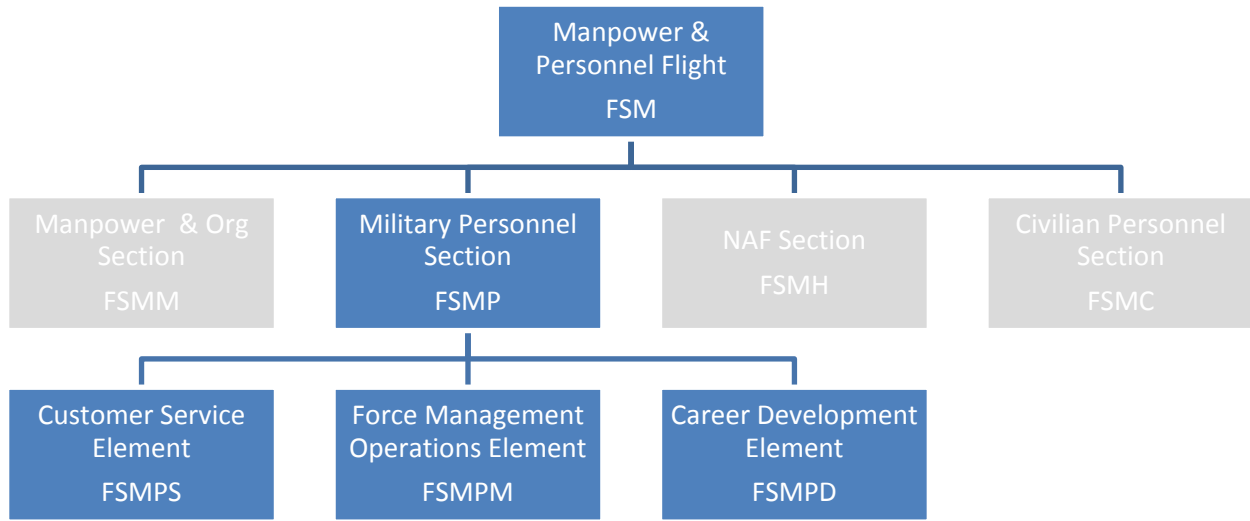 Manpower &
Personnel Flight
FSM
Manpower & Org
Section
FSMM
Military Personnel
Section
FSMP
NAF Section
FSMH
Civilian Personnel
Section
FSMC
Customer Service
Element
FSMPS
Force Management
Operations Element
FSMPM
Career Development
Element
FSMPD